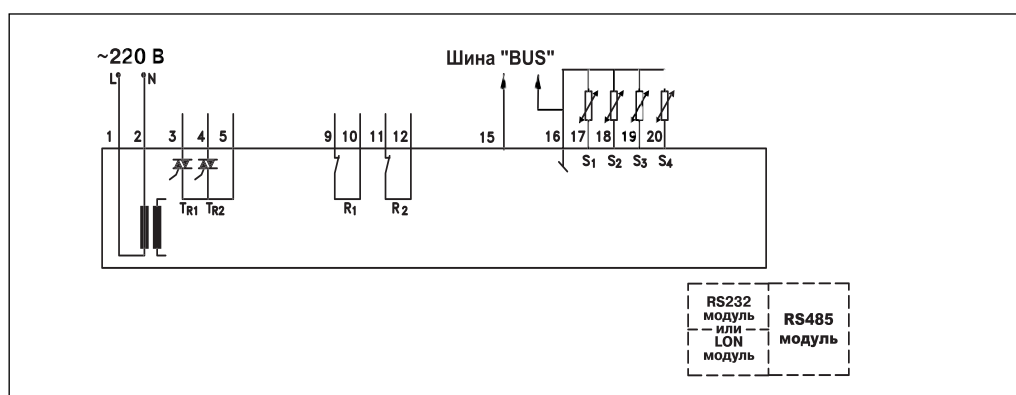 ~220 В
L N
Шина "BUS"
1 2 3 4 5 9 10 11 12 15 16 17 18 19 20
S1 S2 S3 S4
TR1 TR2 R1 R2
RS232
модуль
или
LON
модуль
RS485
модуль